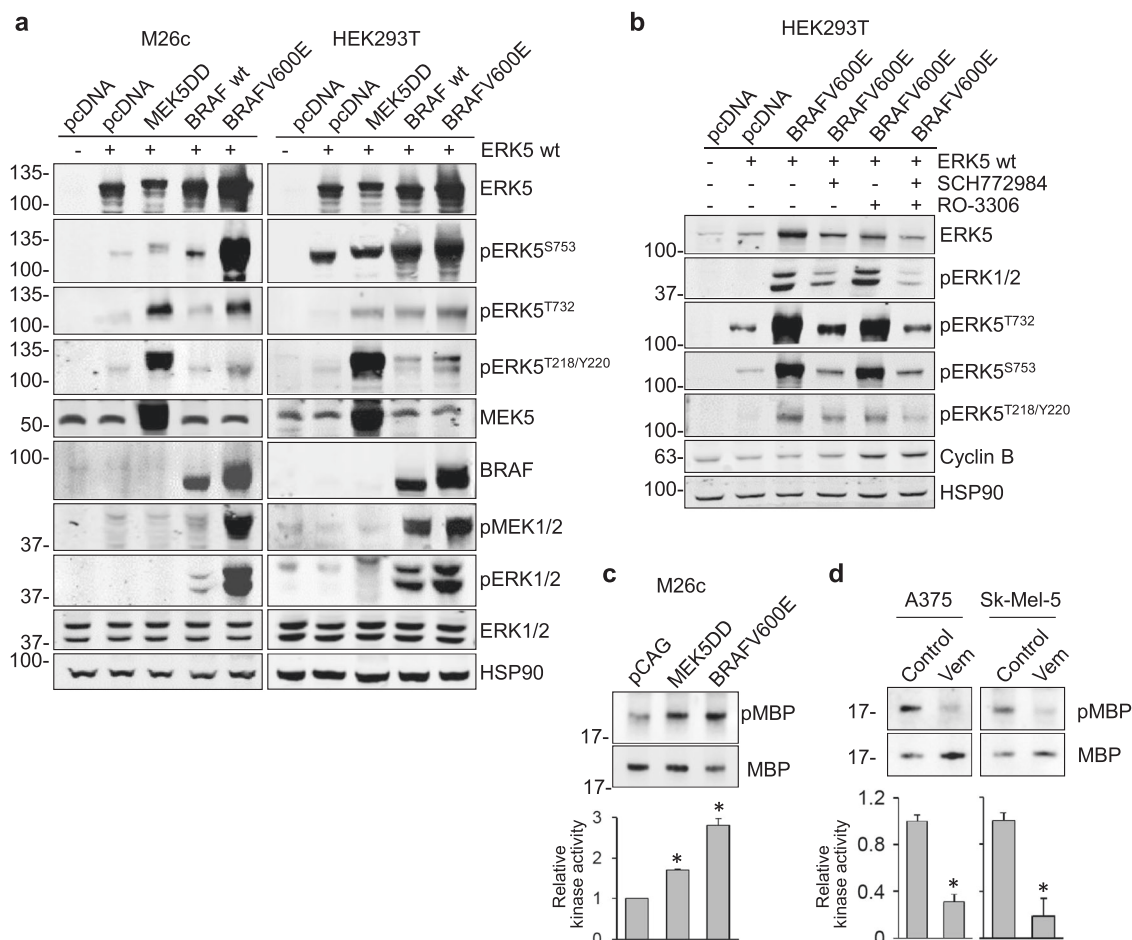 a
M26c
HEK293T
pcDNA pcDNA MEK5DD BRAF wt BRAFV600E pcDNA pcDNA MEK5DD BRAF wt BRAFV600E
- + + + + - + + + + ERK5 wt
135-
100-
ERK5
135-
100-
pERK5S753
135-
100-
pERK5T732
135-
100-
pERK5T218/Y220
50-
MEK5
100-
BRAF
37-
pMEK1/2
37-
pERK1/2
37-
ERK1/2
100-
HSP90
b
HEK293T
pcDNA pcDNA BRAFV600E BRAFV600E BRAFV600E BRAFV600E
- + + + + + ERK5 wt
- - - + - + SCH772984
- - - - + + RO-3306
100-
ERK5
37-
pERK1/2
100-
pERK5T732
100-
pERK5S753
100-
pERK5T218/Y220
63-
Cyclin B
100-
HSP90
c
M26c
pCAG MEK5DD BRAFV600E
17-
pMBP
17-
MBP
Relative
kinase activity
3
2
1
0
* *
d
A375 Sk-Mel-5
Control Vem Control Vem
17-
pMBP
17-
MBP
Relative
kinase activity
1.2
0.8
0.4
0
* *